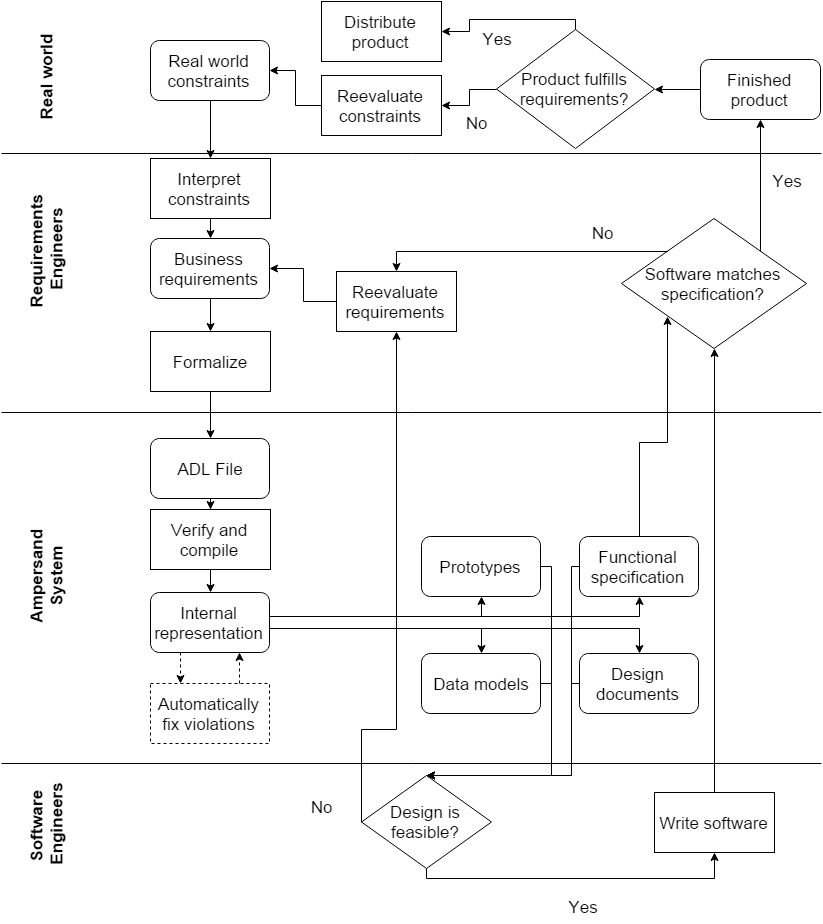 Real world
Real world
constraints
Distribute
product
Yes
Reevaluate
constraints
No
Product fulfills
requirements?
Finished
product
Requirements
Engineers
Interpret
constraints
Yes
Business
requirements
No
Reevaluate
requirements
Software matches
specification?
Formalize
Ampersand
System
ADL File
Verify and
compile
Prototypes
Functional
specification
Internal
representation
Data models
Design
documents
Automatically
fix violations
Software
Engineers
No
Design is
feasible?
Write software
Yes